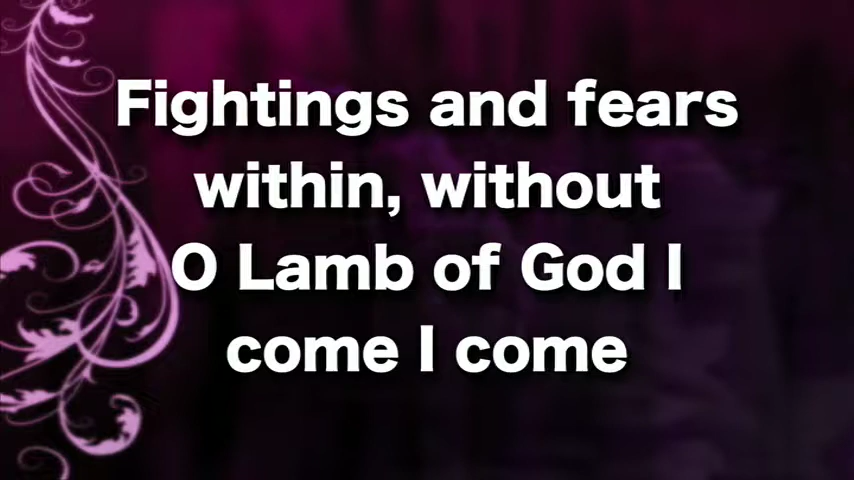 Fightings and fears
within, without
O Lamb of God I
come I come